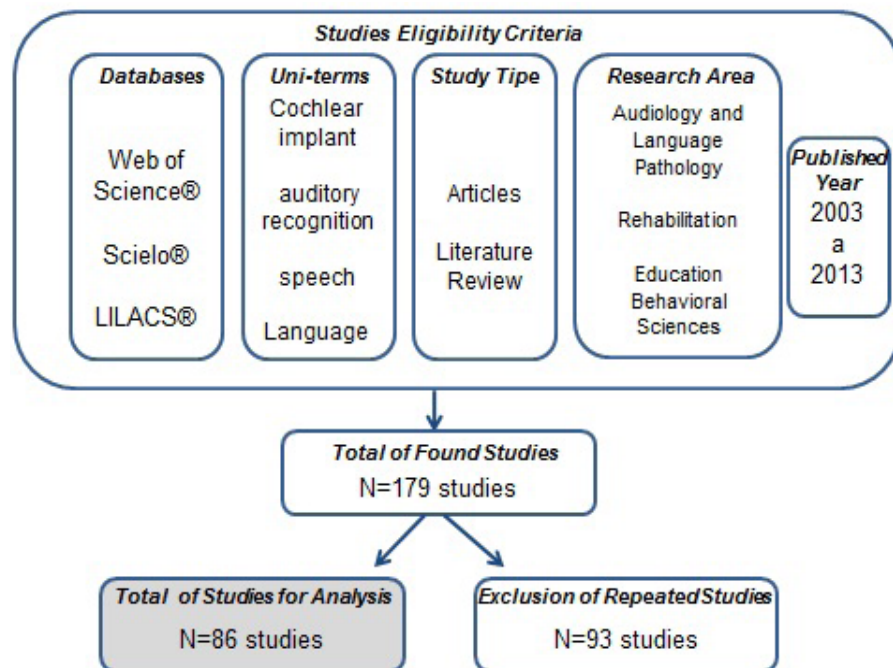 Studies Eligibility Criteria
Databases
Web of
Science®
Scielo®
LILACS®
Uni-terms
Cochlear
implant
auditory
recognition
speech
Language
Study Tipe
Articles
Literature
Review
Research Area
Audiology and
Language
Pathology
Rehabilitation
Education
Behavioral
Sciences
Published
Year
2003
a
2013
Total of Found Studies
N=179 studies
Total of Studies for Analysis
N=86 studies
Exclusion of Repeated Studies
N=93 studies